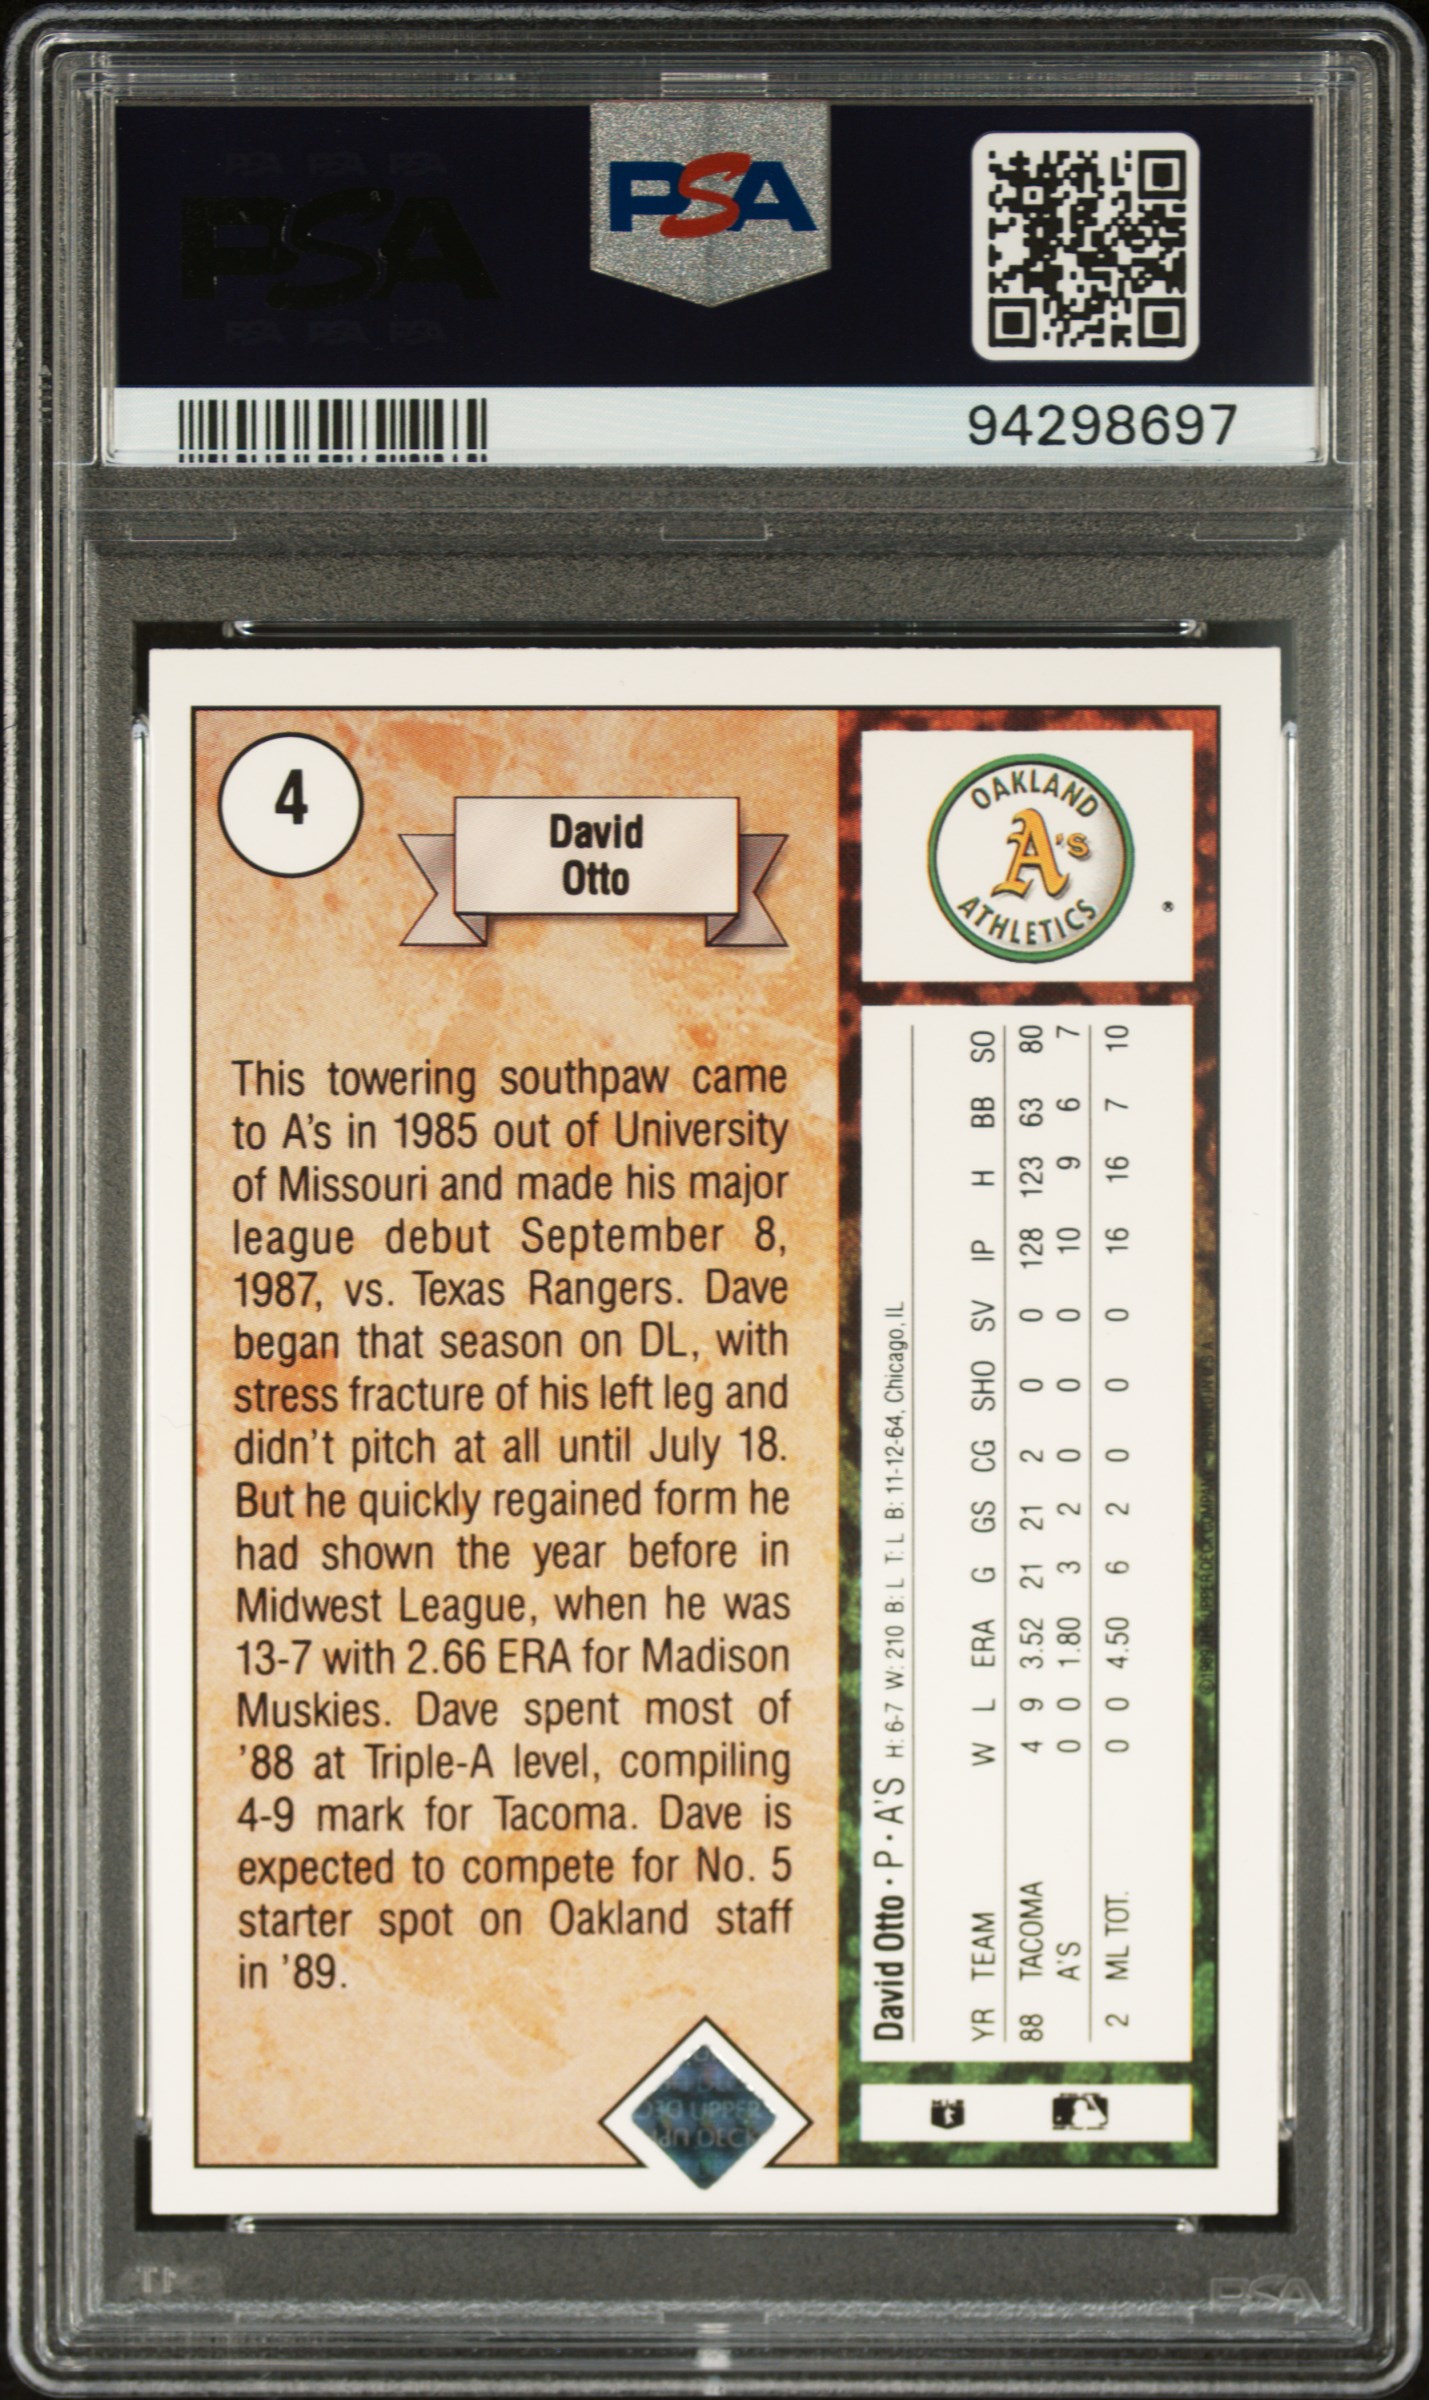 PSA
94298697
4
David
Otto
This towering southpaw came
to A's in 1985 out of University
of Missouri and made his major
league debut September 8,
1987, vs. Texas Rangers. Dave
began that season on DL, with
stress fracture of his left leg and
didn't pitch at all until July 18.
But he quickly regained form he
had shown the year before in
Midwest League, when he was
13-7 with 2.66 ERA for Madison
Muskies. Dave spent most of
'88 at Triple-A level, compiling
4-9 mark for Tacoma. Dave is
expected to compete for No. 5
starter spot on Oakland staff
in '89.
OAKLAND
A's
ATHLETICS
®
David Otto · P · A'S H: 6-7 W: 210 B: L T: L B: 11-12-64, Chicago, IL
YR TEAM W L ERA G GS CG SHO SV IP H BB SO
88 TACOMA 4 9 3.52 21 21 2 0 0 128 123 63 80
A'S 0 0 1.80 3 2 0 0 0 10 9 6 7
2 ML TOT. 0 0 4.50 6 2 0 0 0 16 16 7 10
UPPER
DECK
PSA